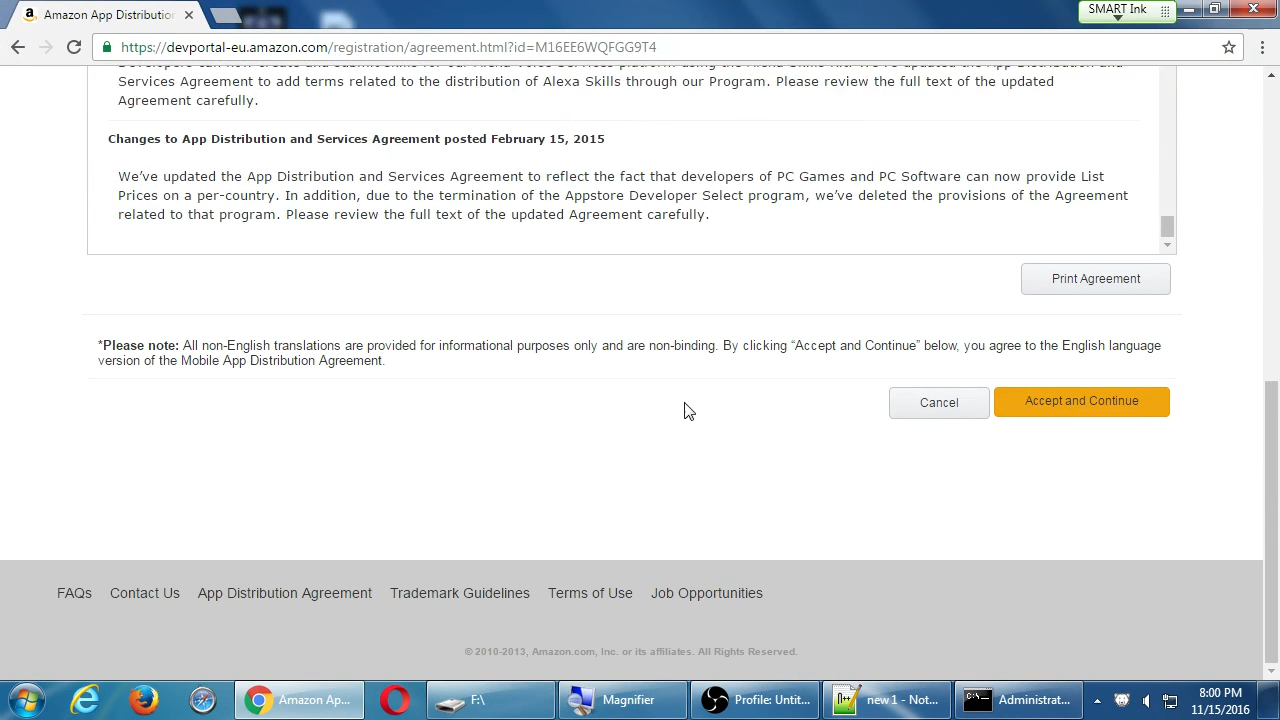 Amazon App Distribution
SMART Ink
https://devportal-eu.amazon.com/registration/agreement.html?id=M16EE6WQFGG9T4
Services Agreement to add terms related to the distribution of Alexa Skills through our Program. Please review the full text of the updated
Agreement carefully.
Changes to App Distribution and Services Agreement posted February 15, 2015
We've updated the App Distribution and Services Agreement to reflect the fact that developers of PC Games and PC Software can now provide List
Prices on a per-country. In addition, due to the termination of the Appstore Developer Select program, we've deleted the provisions of the Agreement
related to that program. Please review the full text of the updated Agreement carefully.
Print Agreement
*Please note: All non-English translations are provided for informational purposes only and are non-binding. By clicking “Accept and Continue” below, you agree to the English language
version of the Mobile App Distribution Agreement.
Cancel
Accept and Continue
FAQs Contact Us App Distribution Agreement Trademark Guidelines Terms of Use Job Opportunities
© 2010-2013, Amazon.com, Inc. or its affiliates. All Rights Reserved.
Amazon Ap... F:\ Magnifier Profile: Untit... new 1 - Not... Administrat...
8:00 PM
11/15/2016